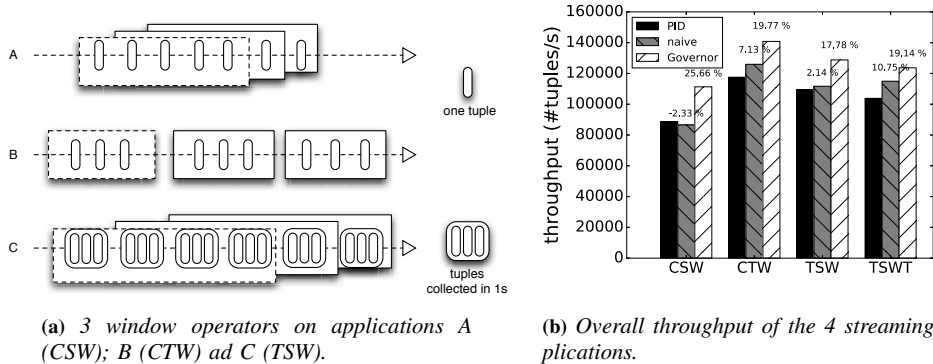 A
B
C
one tuple
tuples
collected in 1s
(a) 3 window operators on applications A
(CSW); B (CTW) ad C (TSW).
(b)
160000
140000
120000
100000
80000
60000
40000
20000
0
throughput (#tuples/s)
PID
naive
Governor
-2.33 %
25.66 %
7.13 %
19.77 %
2.14 %
17.78 %
10.75 %
19.14 %
CSW
CTW
TSW
TSWT
(b) Overall throughput of the 4 streaming
plications.